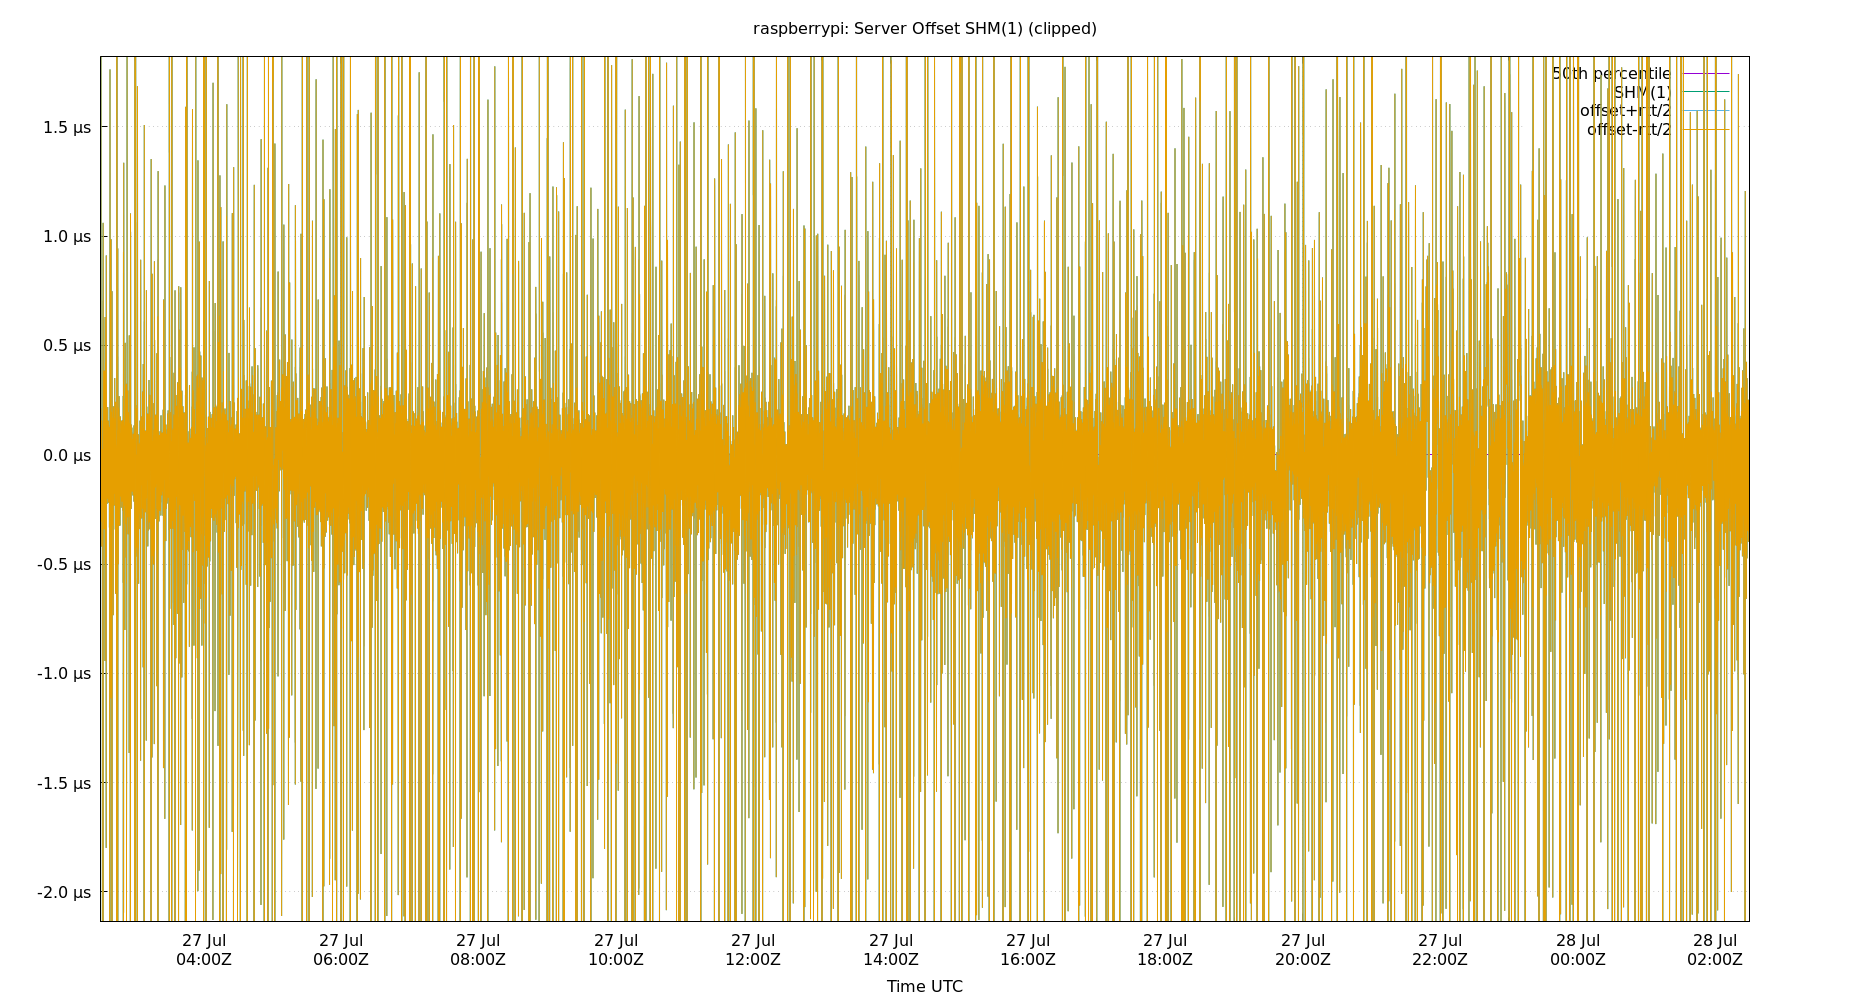 raspberrypi: Server Offset SHM(1) (clipped)
50th percentile
SHM(1)
offset+rtt/2
offset-rtt/2
1.5 µs
1.0 µs
0.5 µs
0.0 µs
-0.5 µs
-1.0 µs
-1.5 µs
-2.0 µs
27 Jul 27 Jul 27 Jul 27 Jul 27 Jul 27 Jul 27 Jul 27 Jul 27 Jul 27 Jul 28 Jul 28 Jul
04:00Z 06:00Z 08:00Z 10:00Z 12:00Z 14:00Z 16:00Z 18:00Z 20:00Z 22:00Z 00:00Z 02:00Z
Time UTC